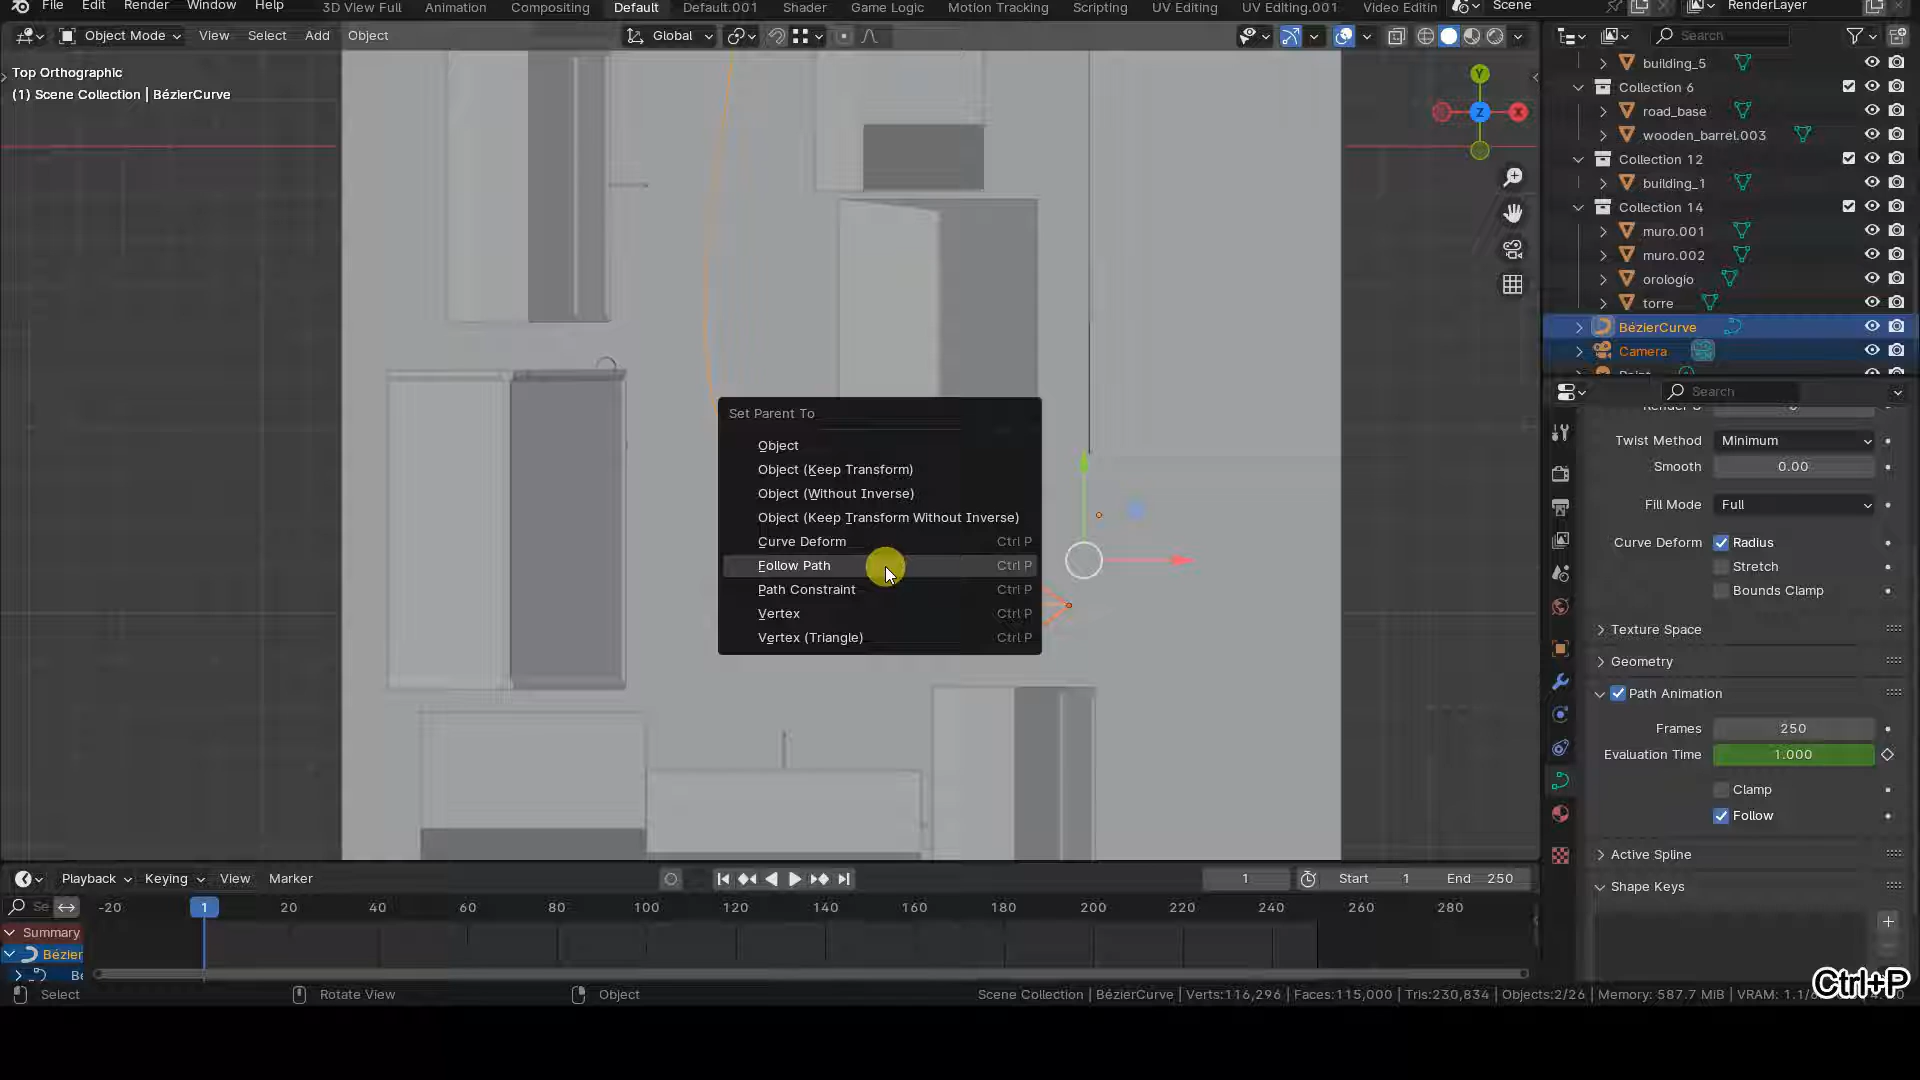 File Edit Render Window Help 3D View Full Animation Compositing Default Default.001 Shader Game Logic Motion Tracking Scripting UV Editing UV Editing.001 Video Editin Scene RenderLayer
Object Mode View Select Add Object Global Search
Top Orthographic
(1) Scene Collection | BézierCurve
Y
X
Z
building_5
Collection 6
road_base
wooden_barrel.003
Collection 12
building_1
Collection 14
muro.001
muro.002
orologio
torre
BézierCurve
Camera
Search
Set Parent To
Object
Object (Keep Transform)
Object (Without Inverse)
Object (Keep Transform Without Inverse)
Curve Deform Ctrl P
Follow Path Ctrl P
Path Constraint Ctrl P
Vertex Ctrl P
Vertex (Triangle) Ctrl P
Twist Method Minimum
Smooth 0.00
Fill Mode Full
Curve Deform Radius
Stretch
Bounds Clamp
Texture Space
Geometry
Path Animation
Frames 250
Evaluation Time 1.000
Clamp
Follow
Active Spline
Shape Keys
Playback Keying View Marker 1 Start 1 End 250
Se -20 1 20 40 60 80 100 120 140 160 180 200 220 240 260 280
Summary
Bézier
Be
Select Rotate View Object Scene Collection | BézierCurve | Verts:116,296 | Faces:115,000 | Tris:230,834 | Objects:2/26 | Memory: 587.7 MiB | VRAM: 1.1/
Ctrl+P